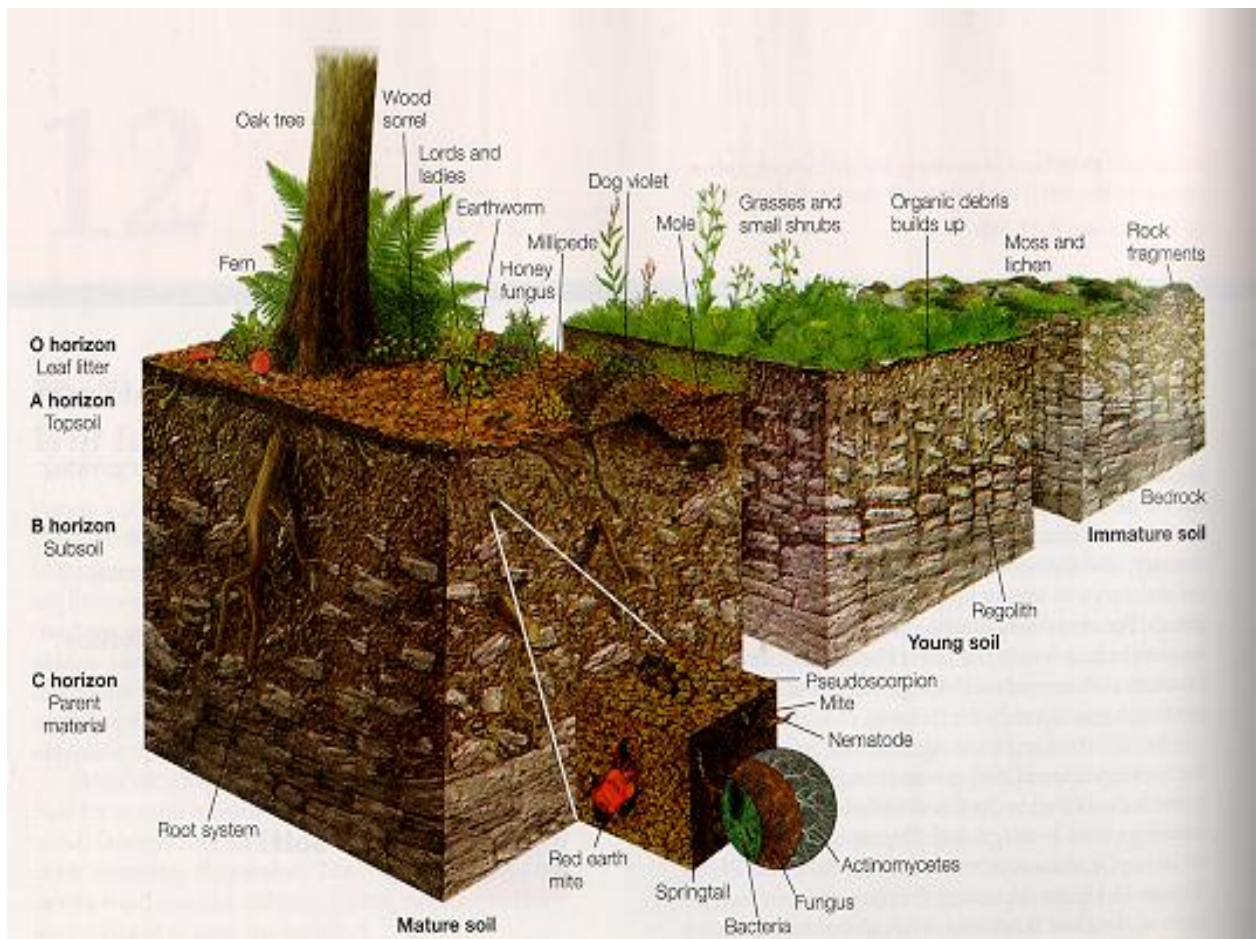 12
Oak tree
Wood
sorrel
Lords and
ladies
Earthworm
Millipede
Honey
fungus
Fern
Dog violet
Mole
Grasses and
small shrubs
Organic debris
builds up
Moss and
lichen
Rock
fragments
O horizon
Leaf litter
A horizon
Topsoil
B horizon
Subsoil
C horizon
Parent
material
Root system
Mature soil
Bedrock
Immature soil
Regolith
Young soil
Pseudoscorpion
Mite
Nematode
Red earth
mite
Springtail
Bacteria
Fungus
Actinomycetes